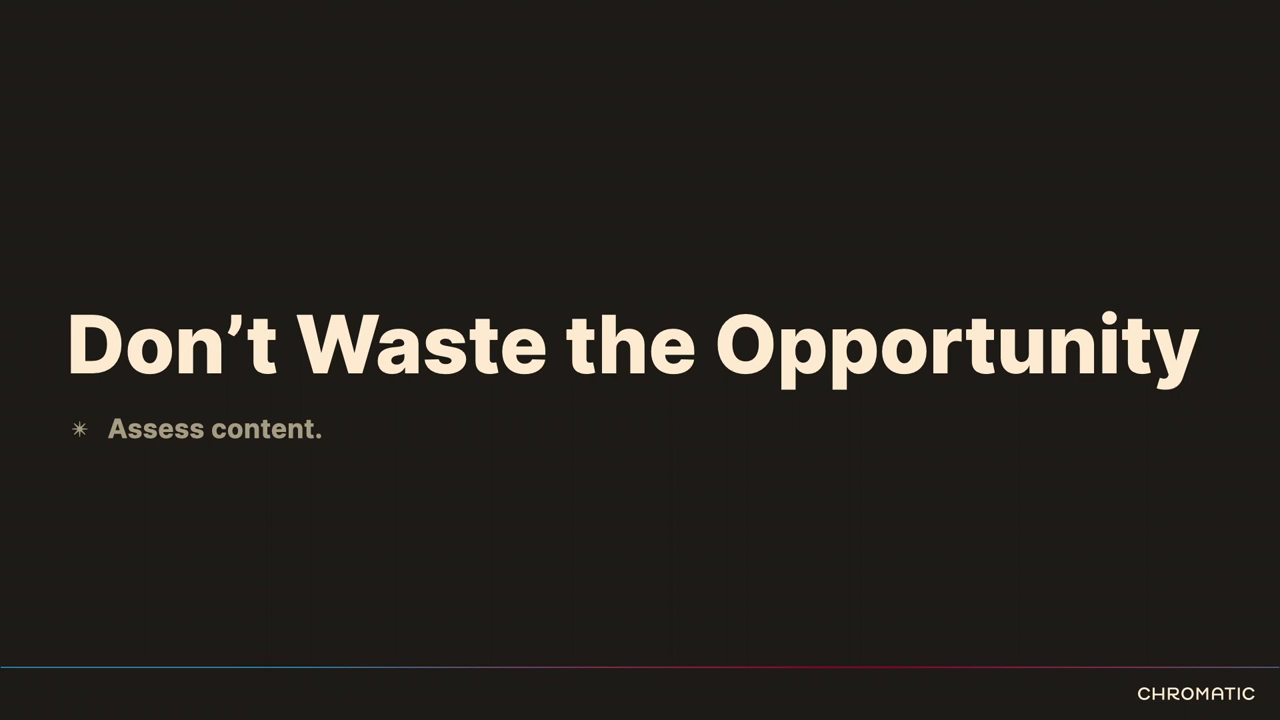 Don’t Waste the Opportunity
✴ Assess content.
CHROMATIC